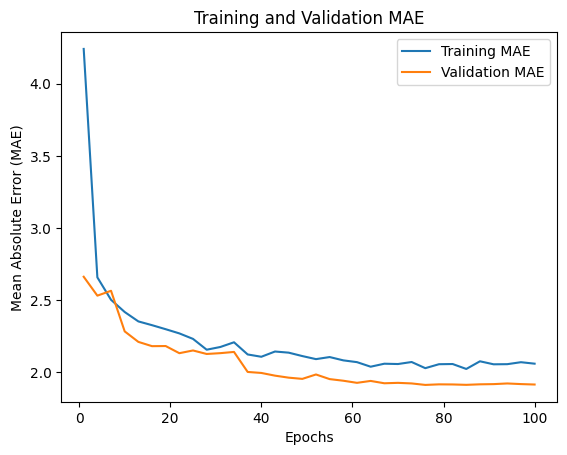 Training and Validation MAE
Training MAE
Validation MAE
Mean Absolute Error (MAE)
4.0
3.5
3.0
2.5
2.0
0
20
40
60
80
100
Epochs